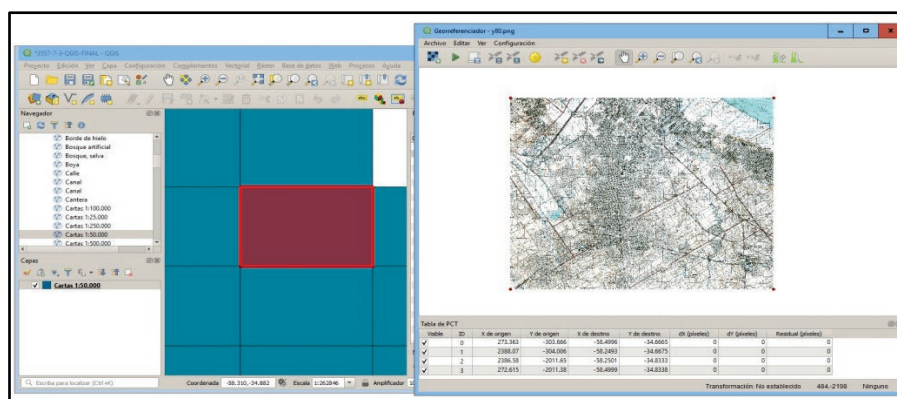 *3557-7-3-QGIS-FINAL - QGIS
Proyecto Edición Ver Capa Configuración Complementos Vectorial Ráster Base de datos Web Procesos Ayuda
Navegador
Borde de hielo
Bosque artificial
Bosque, selva
Boya
Calle
Canal
Canal
Cantera
Cartas 1:100.000
Cartas 1:25.000
Cartas 1:250.000
Cartas 1:50.000
Cartas 1:500.000
Capas
Cartas 1:50.000
Escriba para localizar (Ctrl+K)
Coordenada -58.310,-34.882 Escala 1:262846 Amplificador
Georreferenciador - y80.png
Archivo Editar Ver Configuración
Tabla de PCT
Visible ID X de origen Y de origen X de destino Y de destino dX (píxeles) dY (píxeles) Residual (píxeles)
0 273.363 -303.666 -58.4996 -34.6665 0 0 0
1 2388.07 -304.006 -58.2493 -34.6675 0 0 0
2 2386.58 -2011.65 -58.2501 -34.8333 0 0 0
3 272.615 -2011.38 -58.4999 -34.8338 0 0 0
Transformación: No establecido 484,-2198 Ninguno